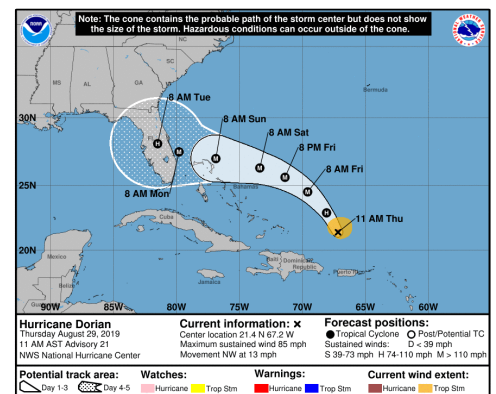 Note: The cone contains the probable path of the storm center but does not show
the size of the storm. Hazardous conditions can occur outside of the cone.
NOAA
NC
SC
MS
AL
GA
Bermuda
8 AM Tue
30N
8 AM Sun
8 AM Sat
FL
H
M
M
M
8 PM Fri
M
8 AM Fri
25N
M
H
8 AM Mon
Bahamas
11 AM Thu
Cuba
20N
Mexico
Haiti
Dominican
Republic
Puerto Rico
Jamaica
Belize
90W
85W
80W
75W
70W
65W
60W
Hurricane Dorian
Thursday August 29, 2019
11 AM AST Advisory 21
NWS National Hurricane Center
Current information: ×
Center location 21.4 N 67.2 W
Maximum sustained wind 85 mph
Movement NW at 13 mph
Forecast positions:
Tropical Cyclone Post/Potential TC
Sustained winds: D < 39 mph
S 39-73 mph H 74-110 mph M > 110 mph
Potential track area:
Day 1-3 Day 4-5
Watches:
Hurricane Trop Stm
Warnings:
Hurricane Trop Stm
Current wind extent:
Hurricane Trop Stm